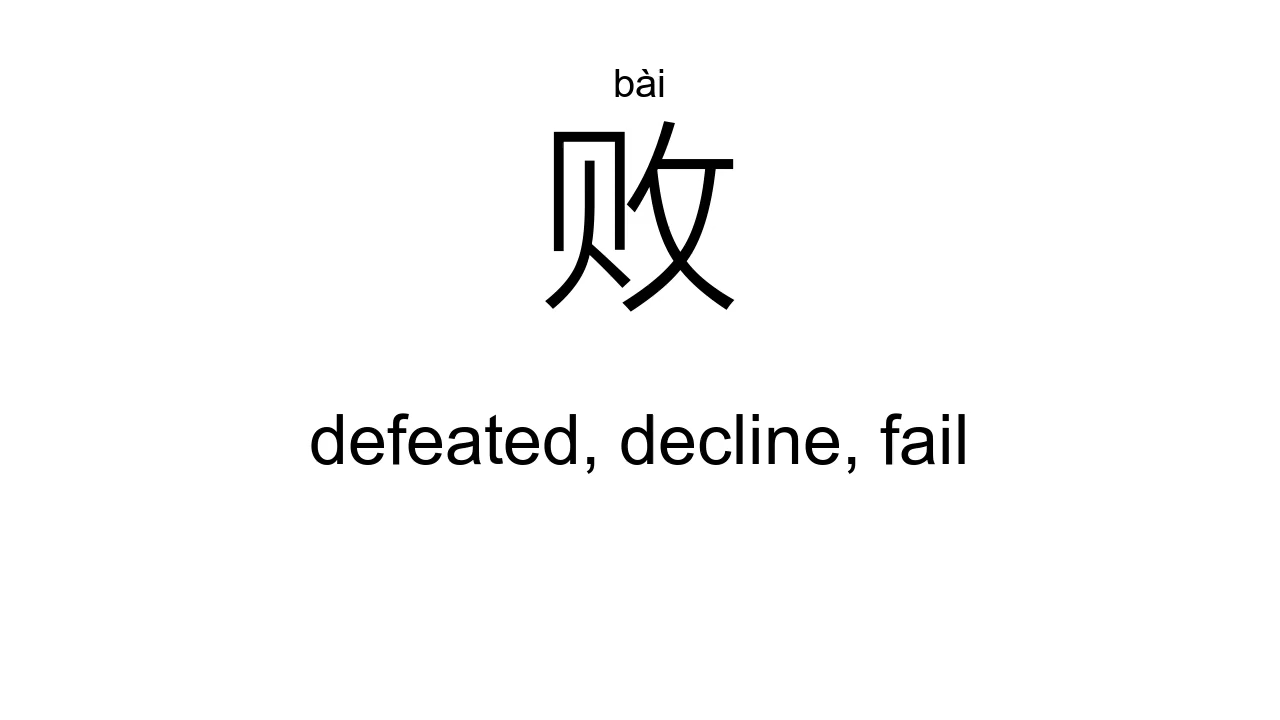 bài
败
defeated, decline, fail